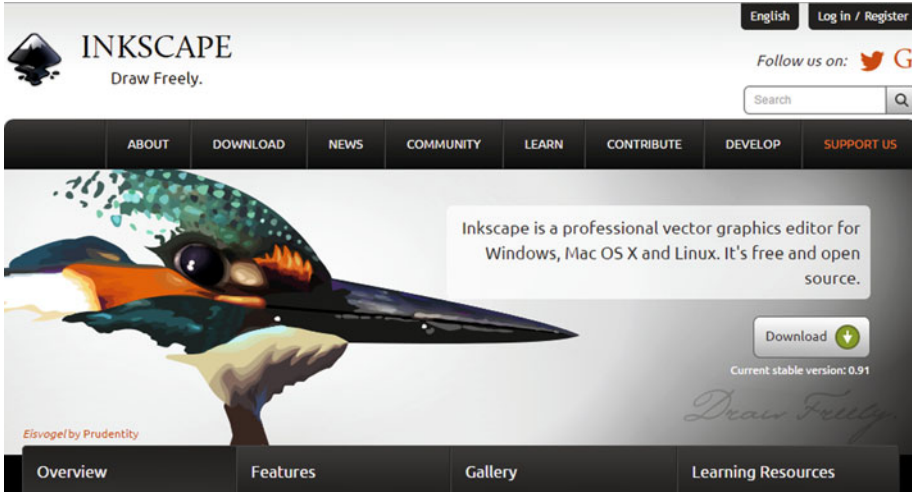 English Log in / Register
INKSCAPE
Draw Freely.
Follow us on: G
Search
ABOUT DOWNLOAD NEWS COMMUNITY LEARN CONTRIBUTE DEVELOP SUPPORT US
Inkscape is a professional vector graphics editor for
Windows, Mac OS X and Linux. It's free and open
source.
Download
Current stable version: 0.91
Draw Freely.
Eisvogel by Prudentity
Overview Features Gallery Learning Resources